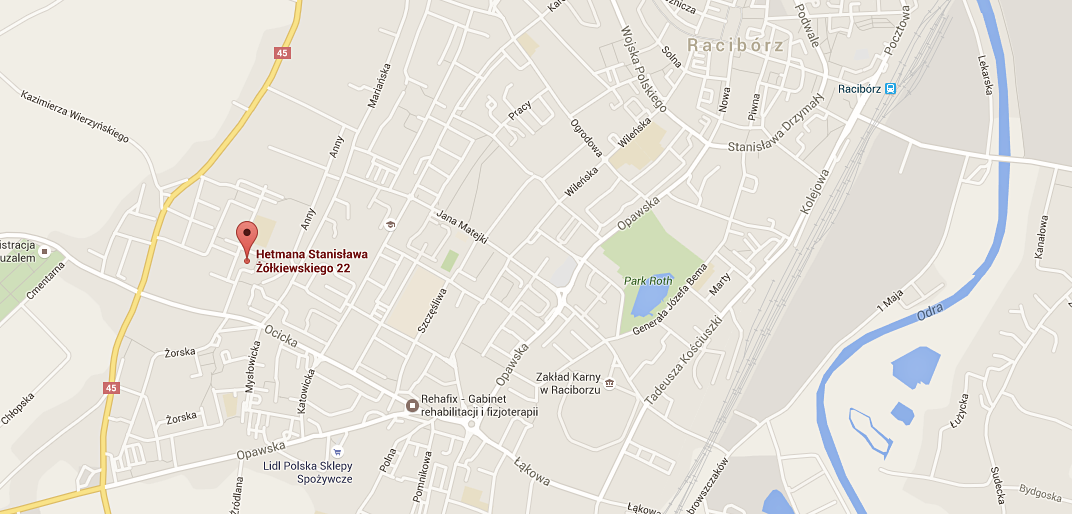 Podwale
Pocztowa
Racibórz
Wojska Polskiego
Solna
45
Mariańska
Lekarska
Racibórz
Nowa
Piwna
Pracy
Kazimierza Wierzyńskiego
Ogrodowa
Wileńska
Stanisława Drzymały
Anny
Wileńska
Kolejowa
Anny
Jana Matejki
Opawska
Kanałowa
Hetmana Stanisława
Żółkiewskiego 22
Cmentarna
Park Roth
Generała Józefa Bema
Marty
1 Maja
Odra
Szczęśliwa
Ocicka
Tadeusza Kościuszki
Żorska
Mysłowicka
Opawska
Katowicka
Zakład Karny
w Raciborzu
45
Chłopska
Rehafix - Gabinet
rehabilitacji i fizjoterapii
Żorska
Łużycka
Opawska
Lidl Polska Sklepy
Spożywcze
Polna
Pomnikowa
Łąkowa
Źródlana
Łąkowa
Sudecka
Bydgoska